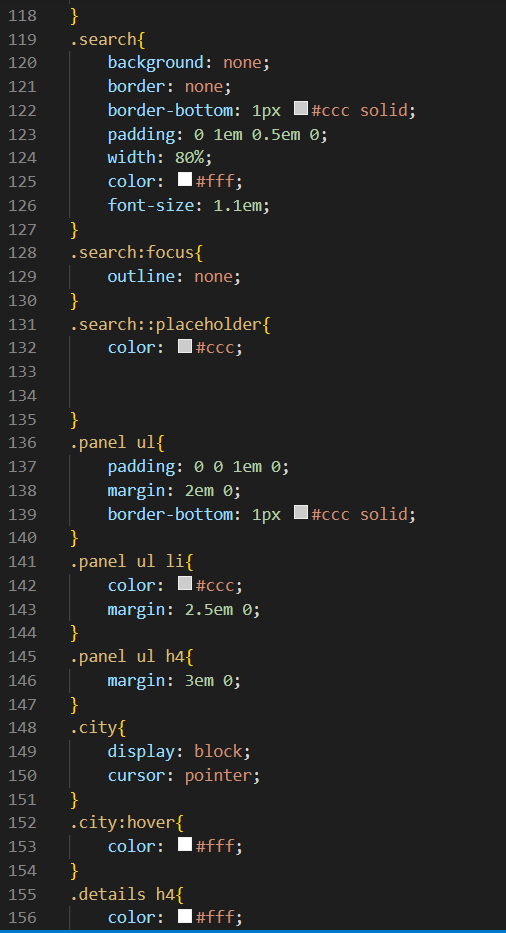 118 }
119 .search{
120 background: none;
121 border: none;
122 border-bottom: 1px #ccc solid;
123 padding: 0 1em 0.5em 0;
124 width: 80%;
125 color: #fff;
126 font-size: 1.1em;
127 }
128 .search:focus{
129 outline: none;
130 }
131 .search::placeholder{
132 color: #ccc;
133
134
135 }
136 .panel ul{
137 padding: 0 0 1em 0;
138 margin: 2em 0;
139 border-bottom: 1px #ccc solid;
140 }
141 .panel ul li{
142 color: #ccc;
143 margin: 2.5em 0;
144 }
145 .panel ul h4{
146 margin: 3em 0;
147 }
148 .city{
149 display: block;
150 cursor: pointer;
151 }
152 .city:hover{
153 color: #fff;
154 }
155 .details h4{
156 color: #fff;